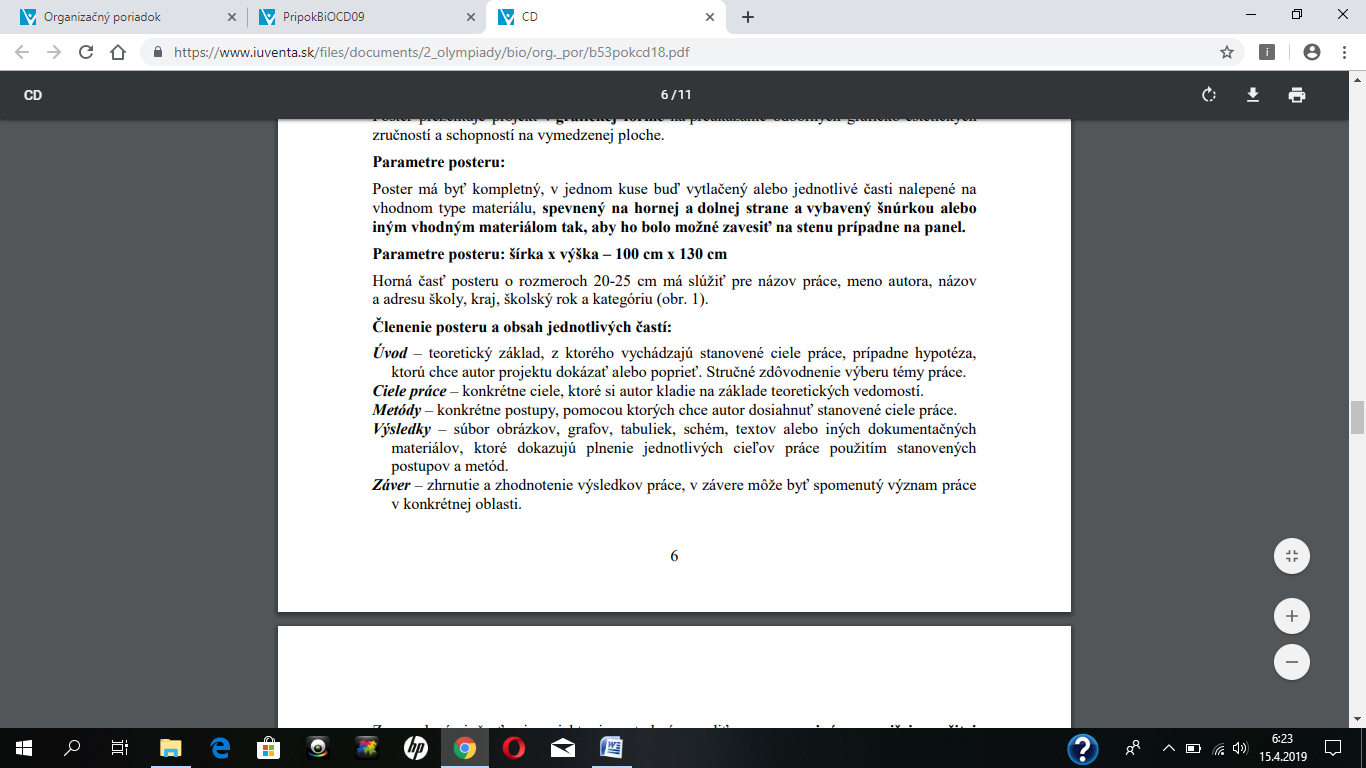 Organizačný poriadok
PripokBiOCD09
CD
https://www.iuventa.sk/files/documents/2_olympiady/bio/org._por/b53pokcd18.pdf
CD
6 / 11
zručností a schopností na vymedzenej ploche.
Parametre posteru:
Poster má byť kompletný, v jednom kuse buď vytlačený alebo jednotlivé časti nalepené na
vhodnom type materiálu, spevnený na hornej a dolnej strane a vybavený šnúrkou alebo
iným vhodným materiálom tak, aby ho bolo možné zavesiť na stenu prípadne na panel.
Parametre posteru: šírka x výška – 100 cm x 130 cm
Horná časť posteru o rozmeroch 20-25 cm má slúžiť pre názov práce, meno autora, názov
a adresu školy, kraj, školský rok a kategóriu (obr. 1).
Členenie posteru a obsah jednotlivých častí:
Úvod – teoretický základ, z ktorého vychádzajú stanovené ciele práce, prípadne hypotéza,
ktorú chce autor projektu dokázať alebo poprieť. Stručné zdôvodnenie výberu témy práce.
Ciele práce – konkrétne ciele, ktoré si autor kladie na základe teoretických vedomostí.
Metódy – konkrétne postupy, pomocou ktorých chce autor dosiahnuť stanovené ciele práce.
Výsledky – súbor obrázkov, grafov, tabuliek, schém, textov alebo iných dokumentačných
materiálov, ktoré dokazujú plnenie jednotlivých cieľov práce použitím stanovených
postupov a metód.
Záver – zhrnutie a zhodnotenie výsledkov práce, v závere môže byť spomenutý význam práce
v konkrétnej oblasti.
6
6:23
15.4.2019